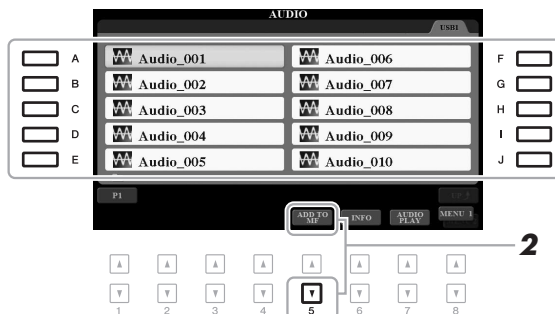 AUDIO
USB1
A Audio_001 Audio_006 F
B Audio_002 Audio_007 G
C Audio_003 Audio_008 H
D Audio_004 Audio_009 I
E Audio_005 Audio_010 J
P1
ADD TO MF INFO AUDIO PLAY MENU 1
2
1 2 3 4 5 6 7 8